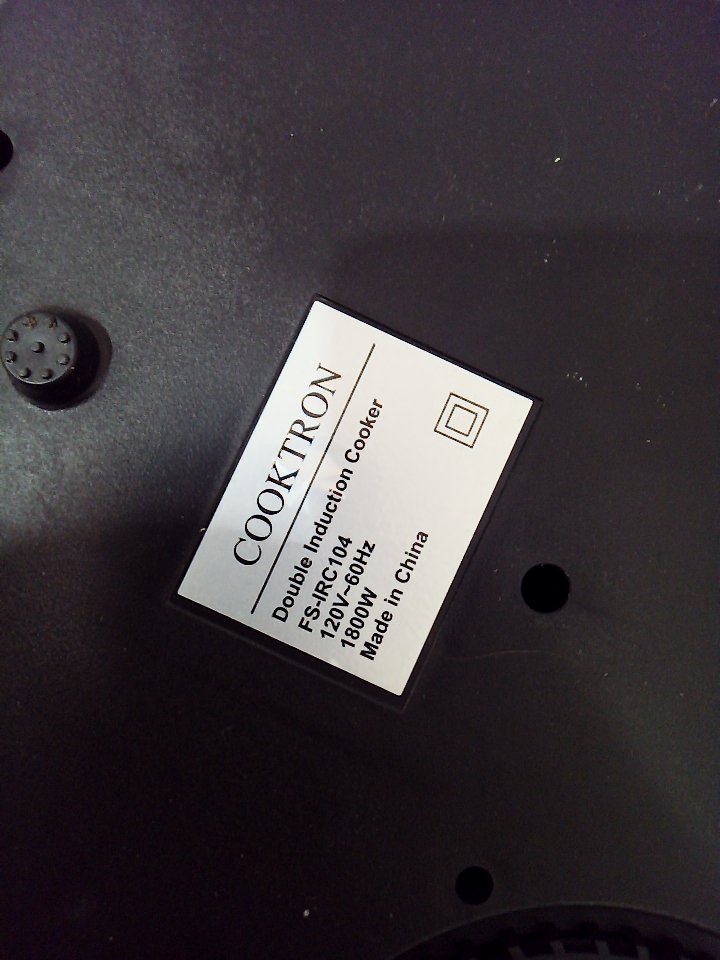 COOKTRON
Double Induction Cooker
FS-IRC104
120V~60Hz
1800W
Made in China